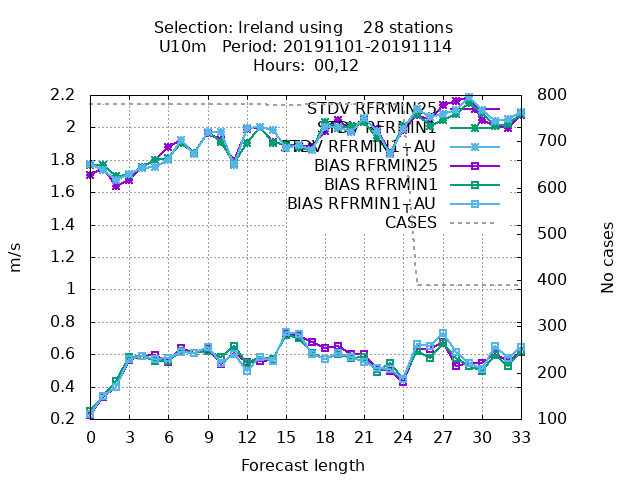 Selection: Ireland using    28 stations
U10m   Period: 20191101-20191114
Hours:  00,12
2.2
2
1.8
1.6
1.4
1.2
1
0.8
0.6
0.4
0.2
800
700
600
500
400
300
200
100
STDV RFRMIN25
BIAS RFRMIN25
BIAS RFRMIN1
BIAS RFRMIN1_AU
CASES
m/s
No cases
0 3 6 9 12 15 18 21 24 27 30 33
Forecast length